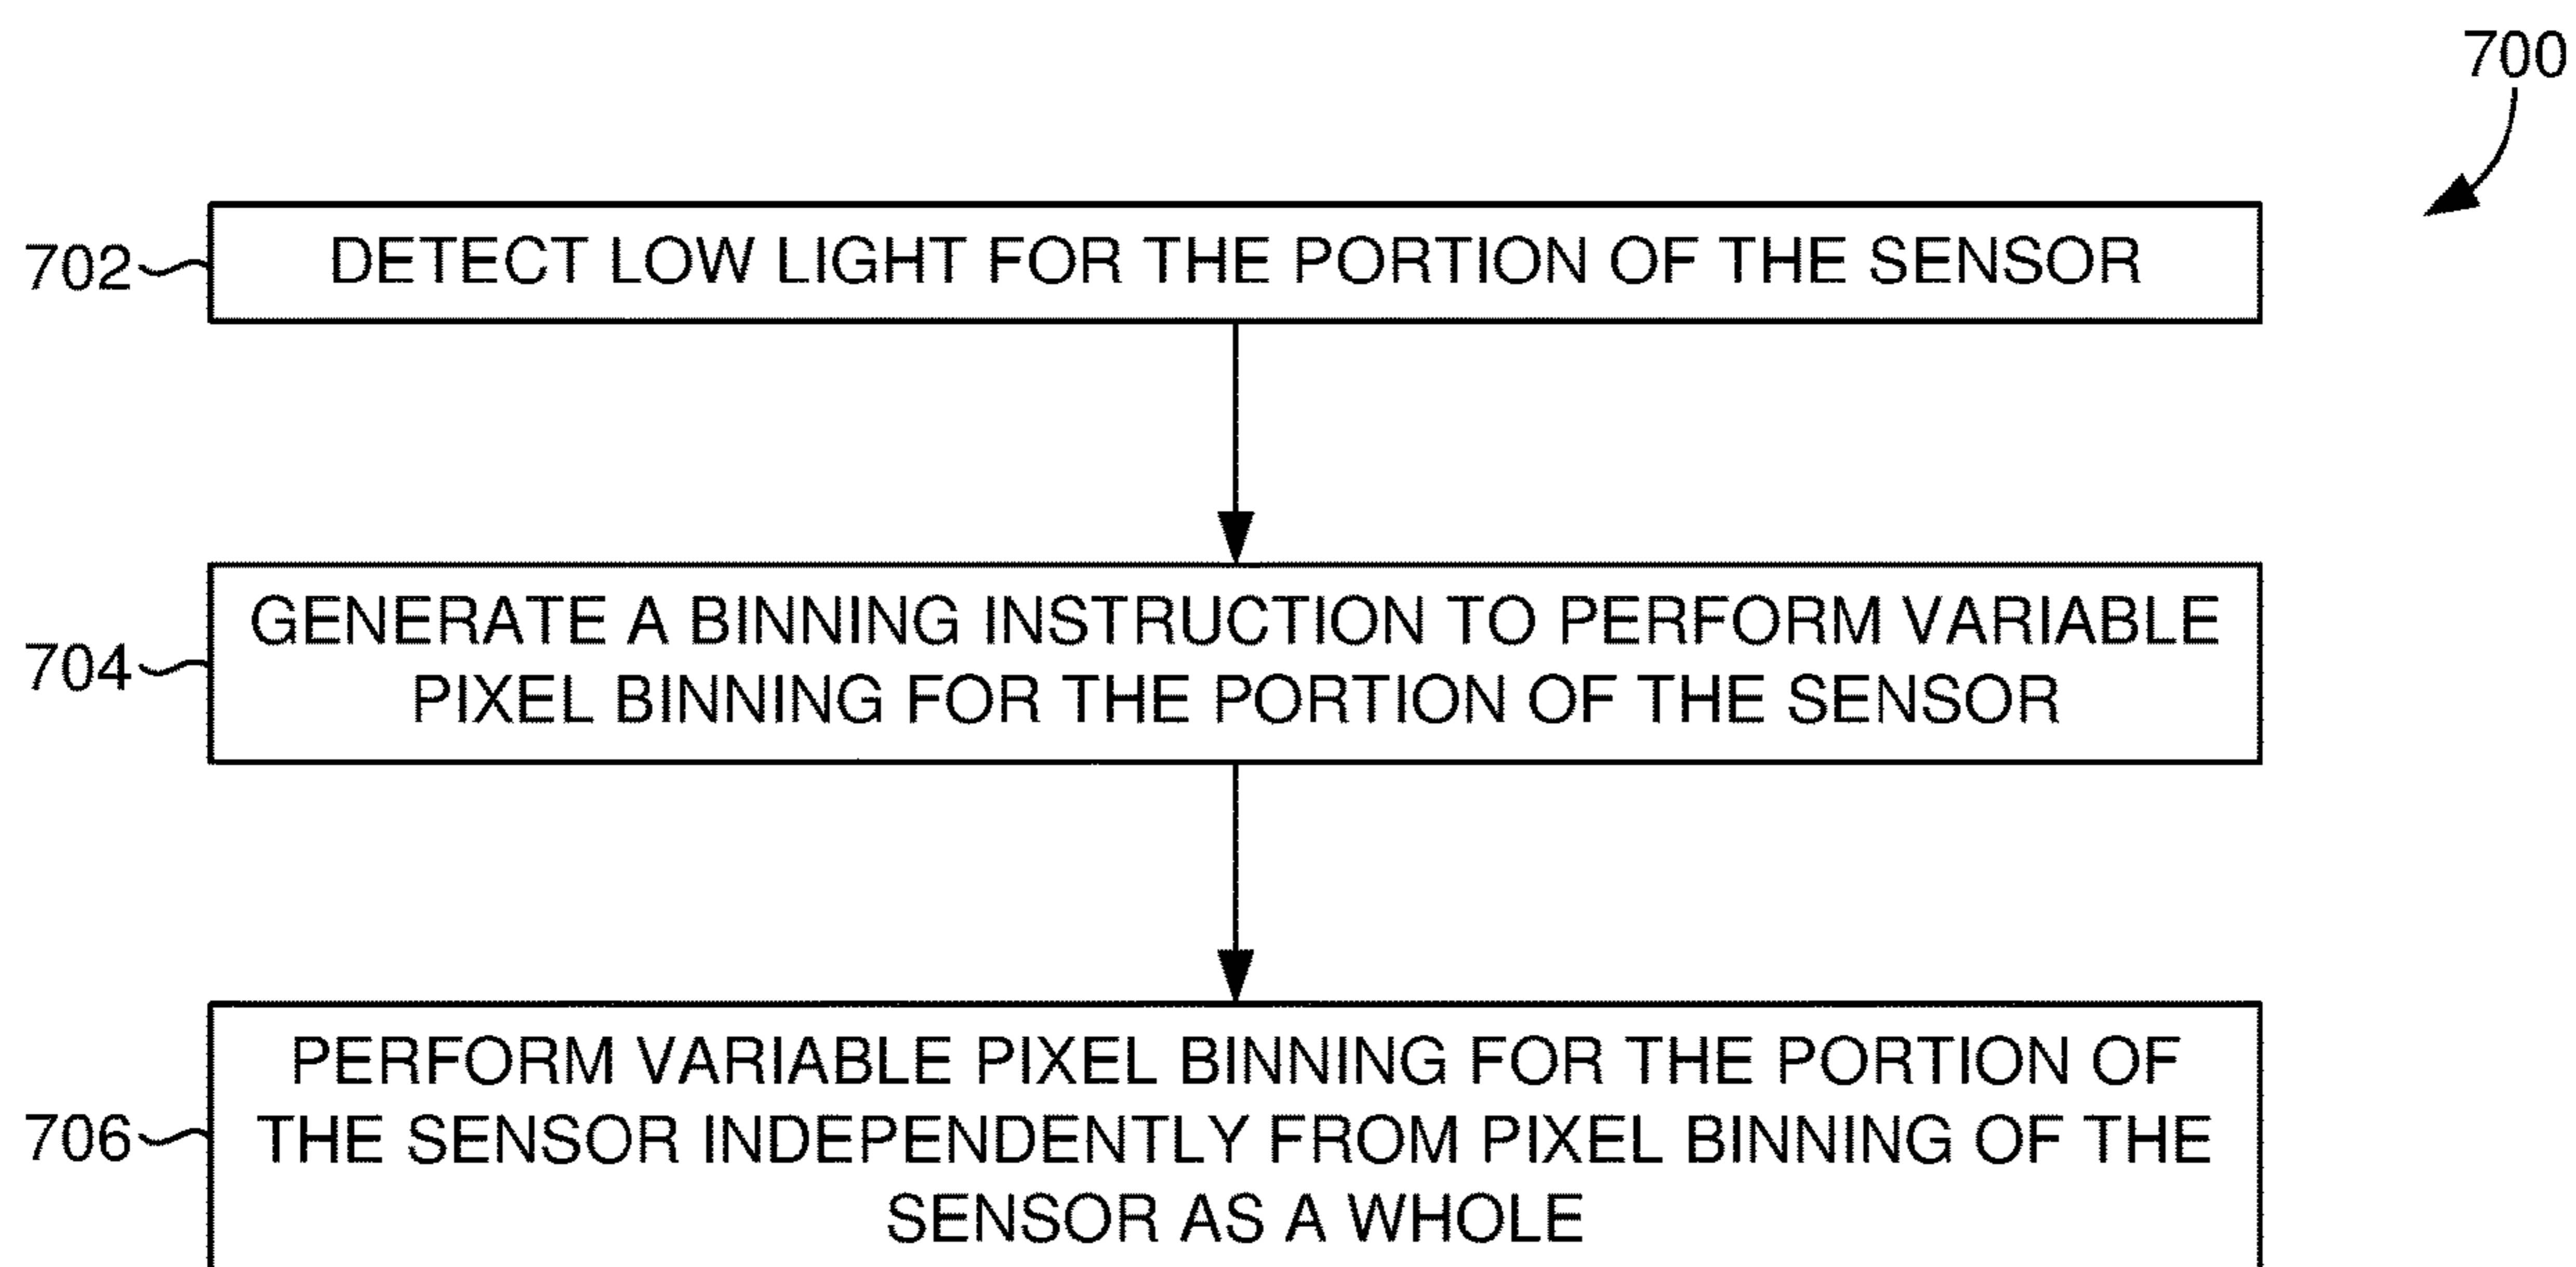 700
702
DETECT LOW LIGHT FOR THE PORTION OF THE SENSOR
704
GENERATE A BINNING INSTRUCTION TO PERFORM VARIABLE
PIXEL BINNING FOR THE PORTION OF THE SENSOR
706
PERFORM VARIABLE PIXEL BINNING FOR THE PORTION OF
THE SENSOR INDEPENDENTLY FROM PIXEL BINNING OF THE
SENSOR AS A WHOLE